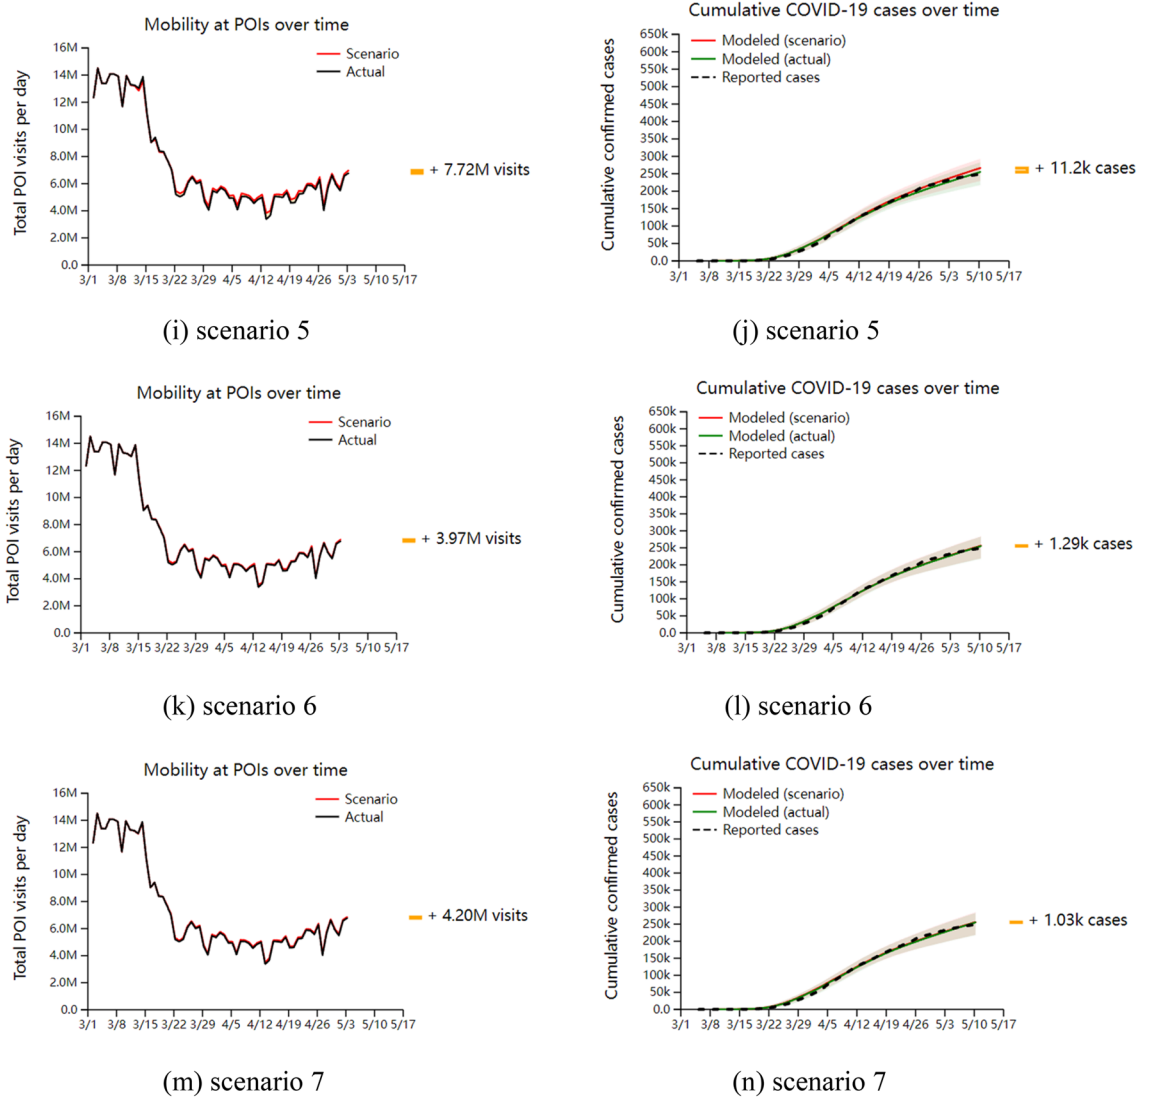 Mobility at POIs over time
Total POI visits per day
16M
14M
12M
10M
8.0M
6.0M
4.0M
2.0M
0.0
Scenario
Actual
+ 7.72M visits
3/1 3/8 3/15 3/22 3/29 4/5 4/12 4/19 4/26 5/3 5/10 5/17
(i) scenario 5
Cumulative COVID-19 cases over time
Cumulative confirmed cases
650k
600k
550k
500k
450k
400k
350k
300k
250k
200k
150k
100k
50k
0.0
Modeled (scenario)
Modeled (actual)
Reported cases
+ 11.2k cases
3/1 3/8 3/15 3/22 3/29 4/5 4/12 4/19 4/26 5/3 5/10 5/17
(j) scenario 5
Mobility at POIs over time
Total POI visits per day
16M
14M
12M
10M
8.0M
6.0M
4.0M
2.0M
0.0
Scenario
Actual
+ 3.97M visits
3/1 3/8 3/15 3/22 3/29 4/5 4/12 4/19 4/26 5/3 5/10 5/17
(k) scenario 6
Cumulative COVID-19 cases over time
Cumulative confirmed cases
650k
600k
550k
500k
450k
400k
350k
300k
250k
200k
150k
100k
50k
0.0
Modeled (scenario)
Modeled (actual)
Reported cases
+ 1.29k cases
3/1 3/8 3/15 3/22 3/29 4/5 4/12 4/19 4/26 5/3 5/10 5/17
(l) scenario 6
Mobility at POIs over time
Total POI visits per day
16M
14M
12M
10M
8.0M
6.0M
4.0M
2.0M
0.0
Scenario
Actual
+ 4.20M visits
3/1 3/8 3/15 3/22 3/29 4/5 4/12 4/19 4/26 5/3 5/10 5/17
(m) scenario 7
Cumulative COVID-19 cases over time
Cumulative confirmed cases
650k
600k
550k
500k
450k
400k
350k
300k
250k
200k
150k
100k
50k
0.0
Modeled (scenario)
Modeled (actual)
Reported cases
+ 1.03k cases
3/1 3/8 3/15 3/22 3/29 4/5 4/12 4/19 4/26 5/3 5/10 5/17
(n) scenario 7